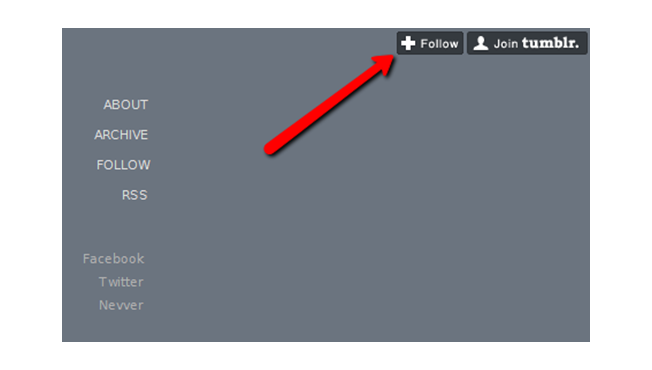 Follow Join tumblr.
ABOUT
ARCHIVE
FOLLOW
RSS
Facebook
Twitter
Nevver